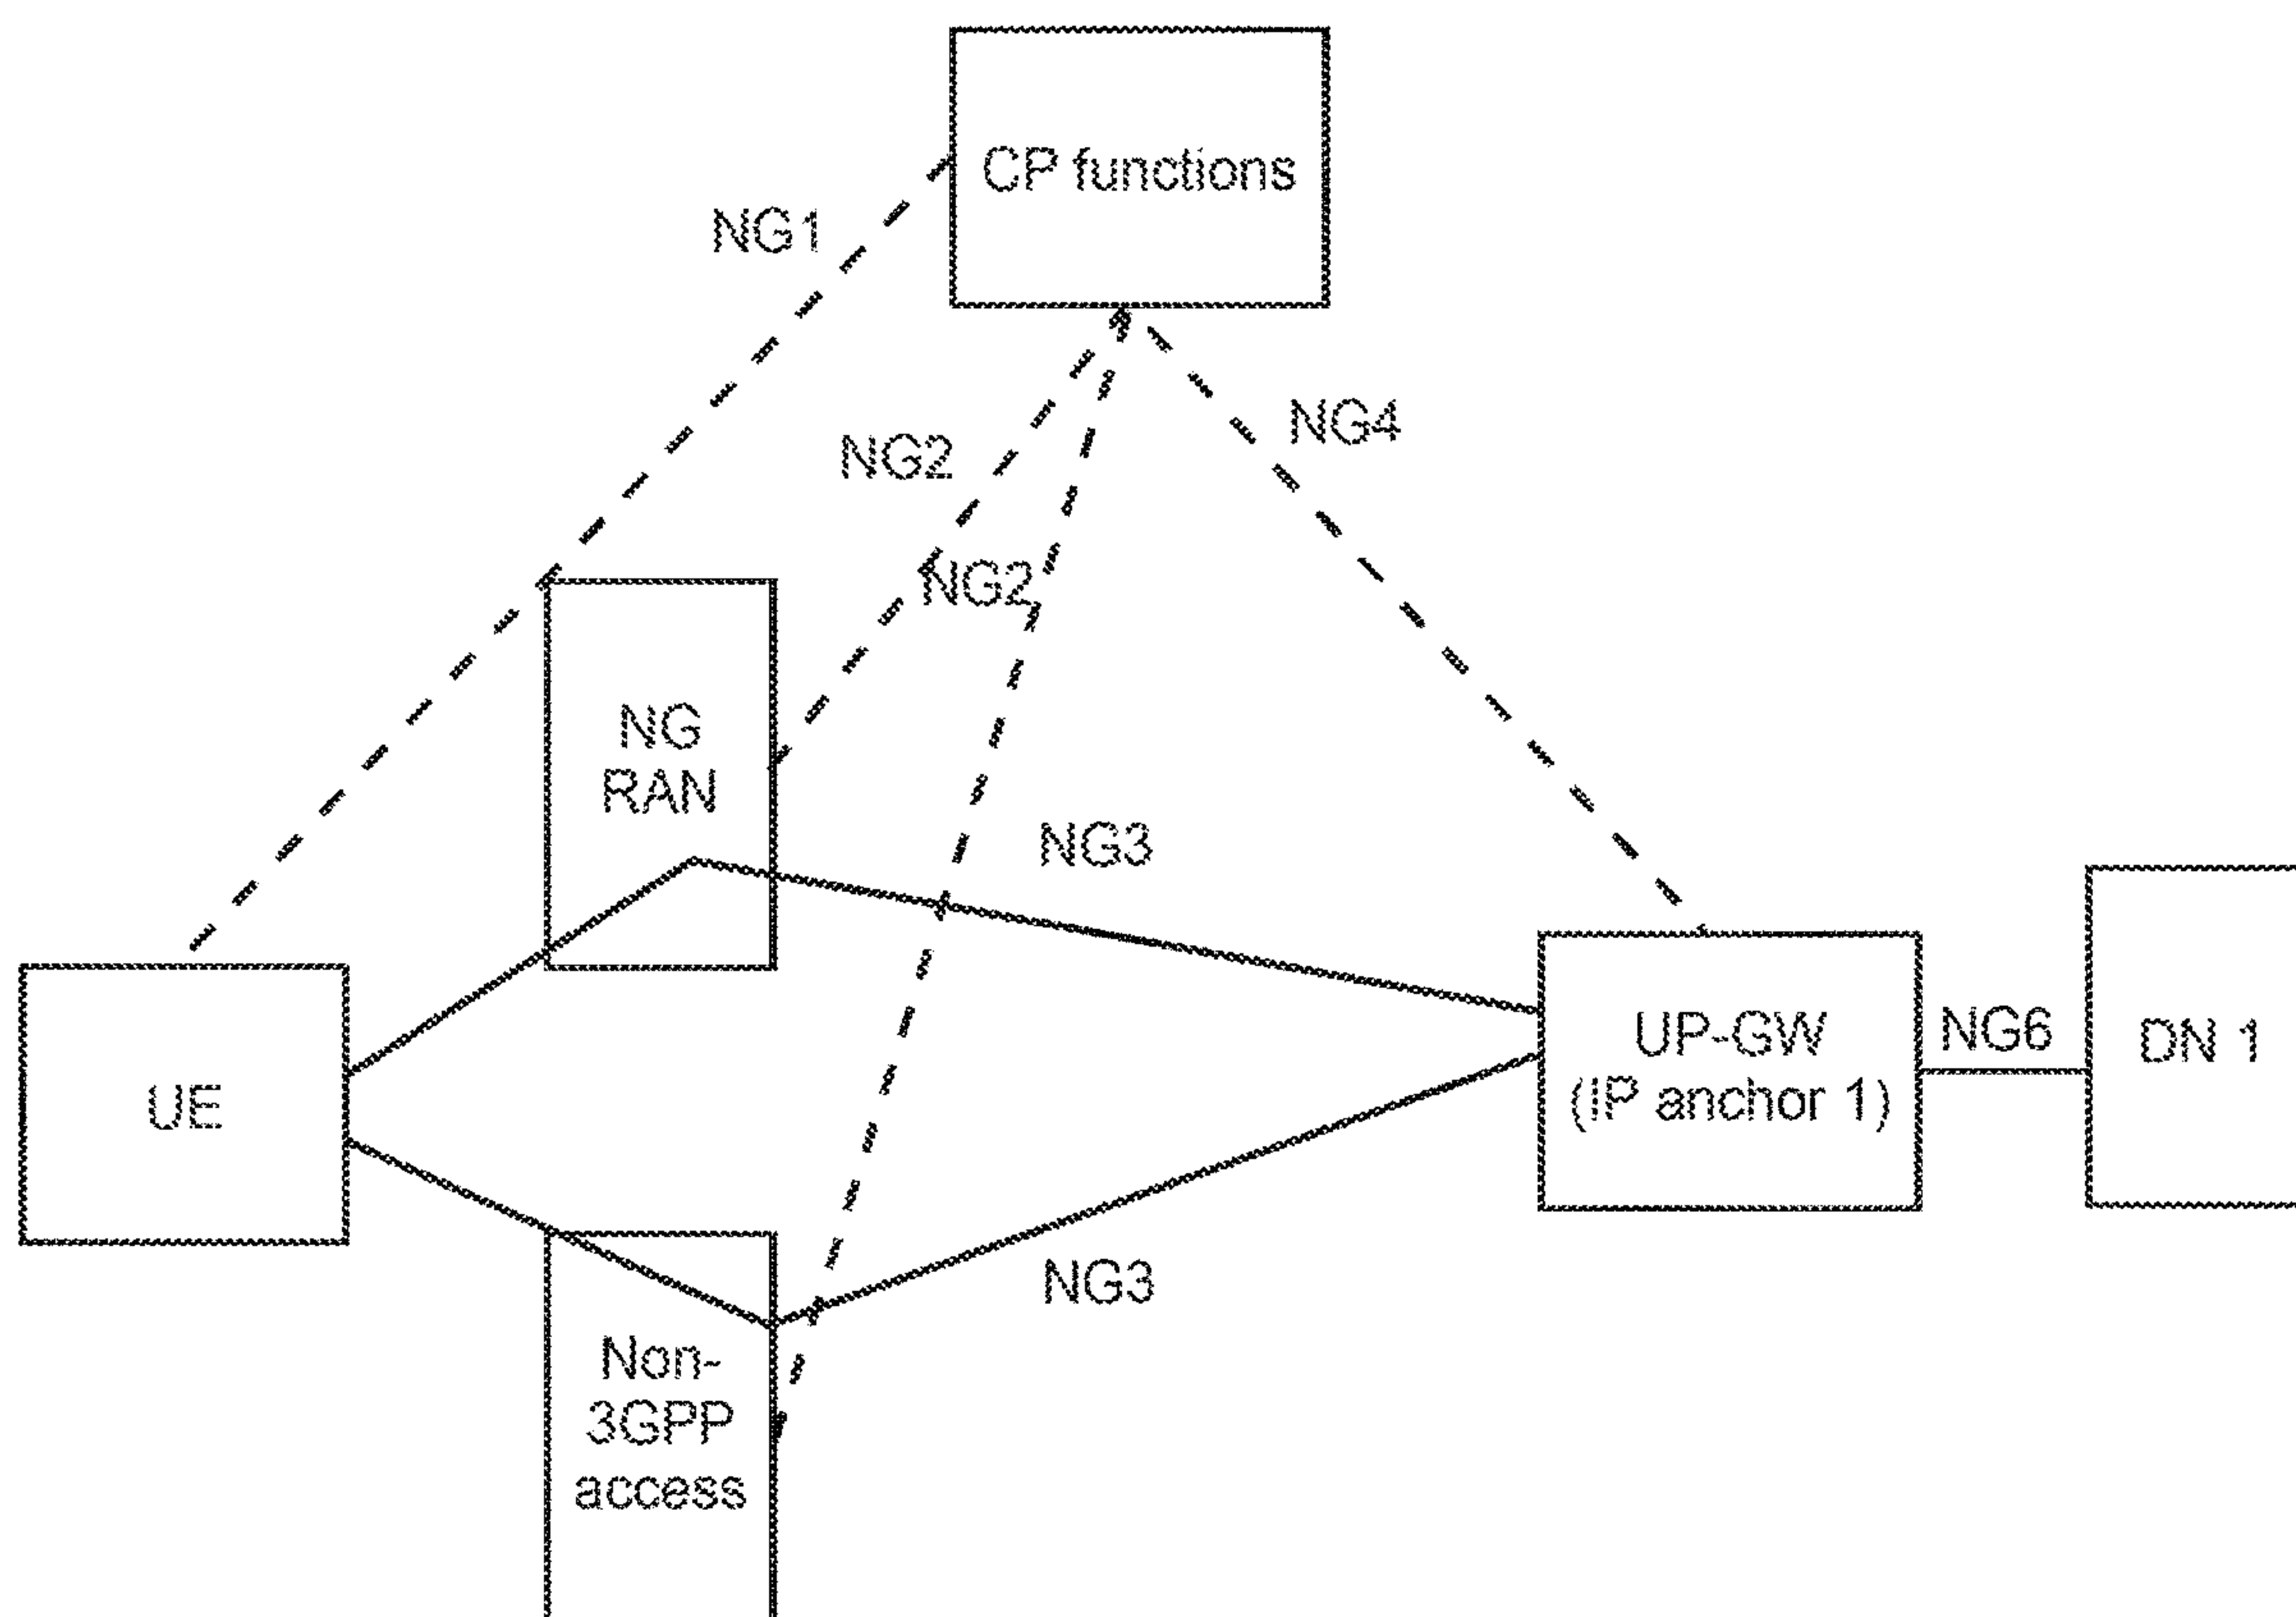 CP functions
NG1
NG2
NG4
NG2
NG
RAN
NG3
UE
UP-GW
(IP anchor 1)
NG6
DN 1
NG3
Non-
3GPP
access